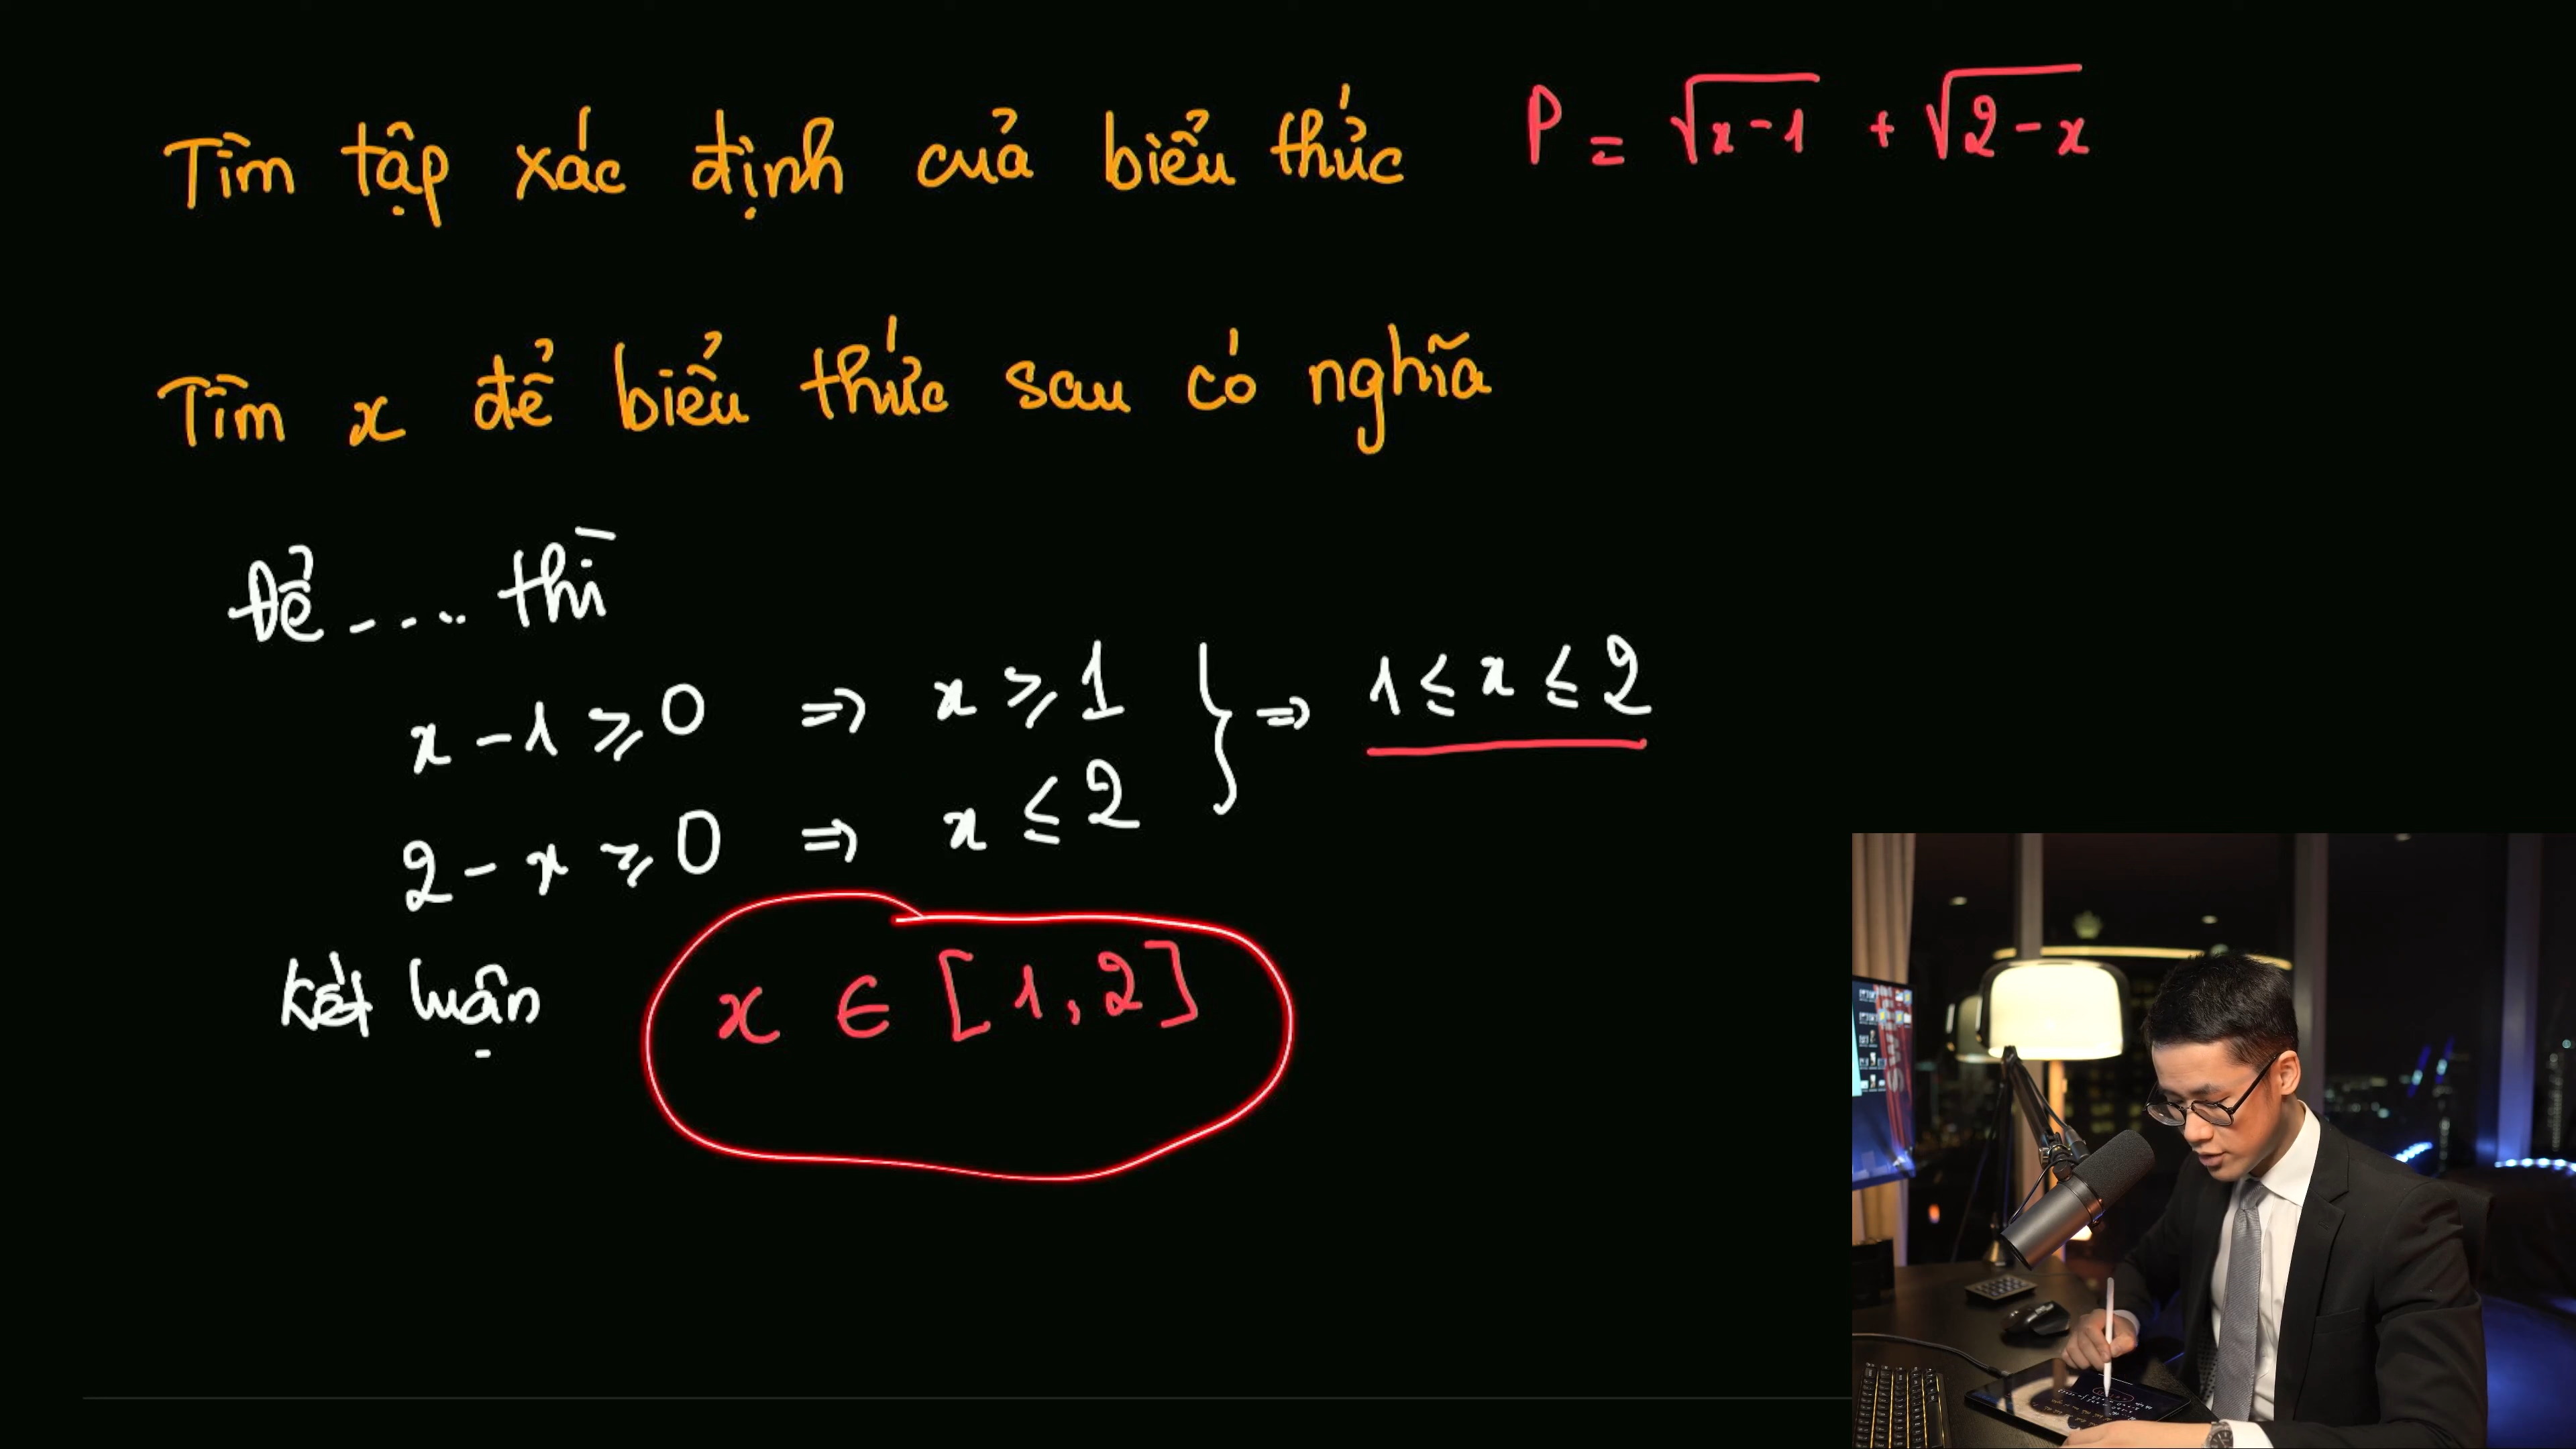 Tìm tập xác định của biểu thức P = √x-1 + √2-x
Tìm x để biểu thức sau có nghĩa
Để .... thì
x - 1 ⩾ 0 ⇒ x ⩾ 1 } ⇒ 1 ≤ x ≤ 2
2 - x ⩾ 0 ⇒ x ≤ 2
kết luận x ∈ [1,2]